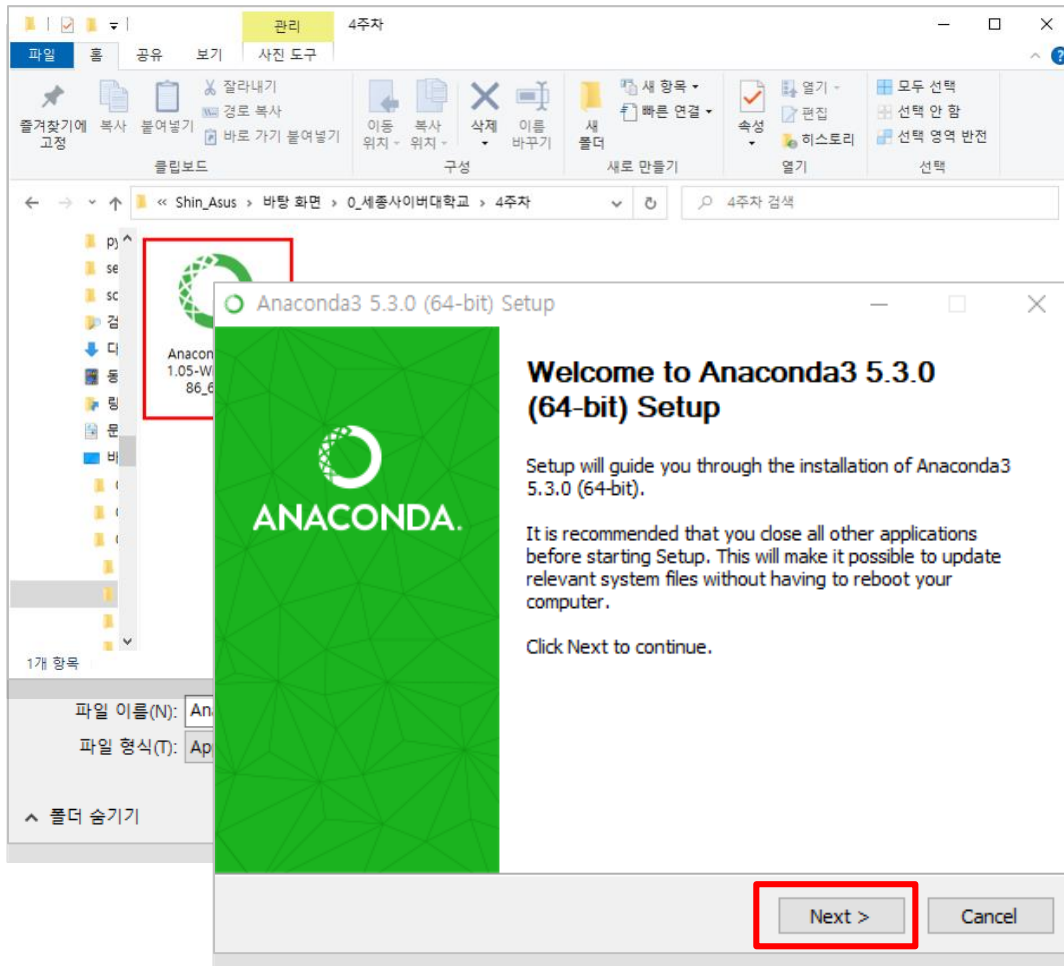 관리
4주차
파일
홈
공유
보기
사진 도구
즐겨찾기에
고정
복사
붙여넣기
잘라내기
경로 복사
바로 가기 붙여넣기
클립보드
이동
위치
복사
위치
삭제
이름
바꾸기
구성
새
폴더
새 항목
빠른 연결
새로 만들기
속성
열기
편집
히스토리
열기
모두 선택
선택 안 함
선택 영역 반전
선택
« Shin_Asus › 바탕 화면 › 0_세종사이버대학교 › 4주차
4주차 검색
py
se
sc
검
동
링
문
1개 항목
파일 이름(N):
파일 형식(T):
폴더 숨기기
Anaconda3 5.3.0 (64-bit) Setup
ANACONDA.
Welcome to Anaconda3 5.3.0
(64-bit) Setup
Setup will guide you through the installation of Anaconda3
5.3.0 (64-bit).
It is recommended that you close all other applications
before starting Setup. This will make it possible to update
relevant system files without having to reboot your
computer.
Click Next to continue.
Next >
Cancel